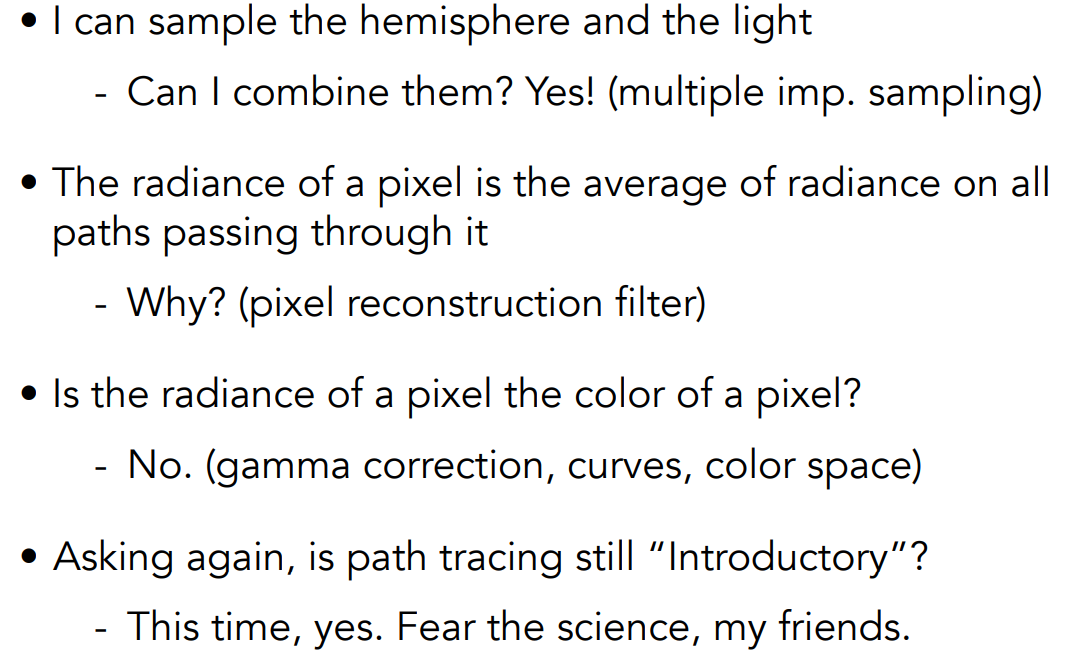 • I can sample the hemisphere and the light
- Can I combine them? Yes! (multiple imp. sampling)
• The radiance of a pixel is the average of radiance on all
paths passing through it
- Why? (pixel reconstruction filter)
• Is the radiance of a pixel the color of a pixel?
- No. (gamma correction, curves, color space)
• Asking again, is path tracing still “Introductory”?
- This time, yes. Fear the science, my friends.